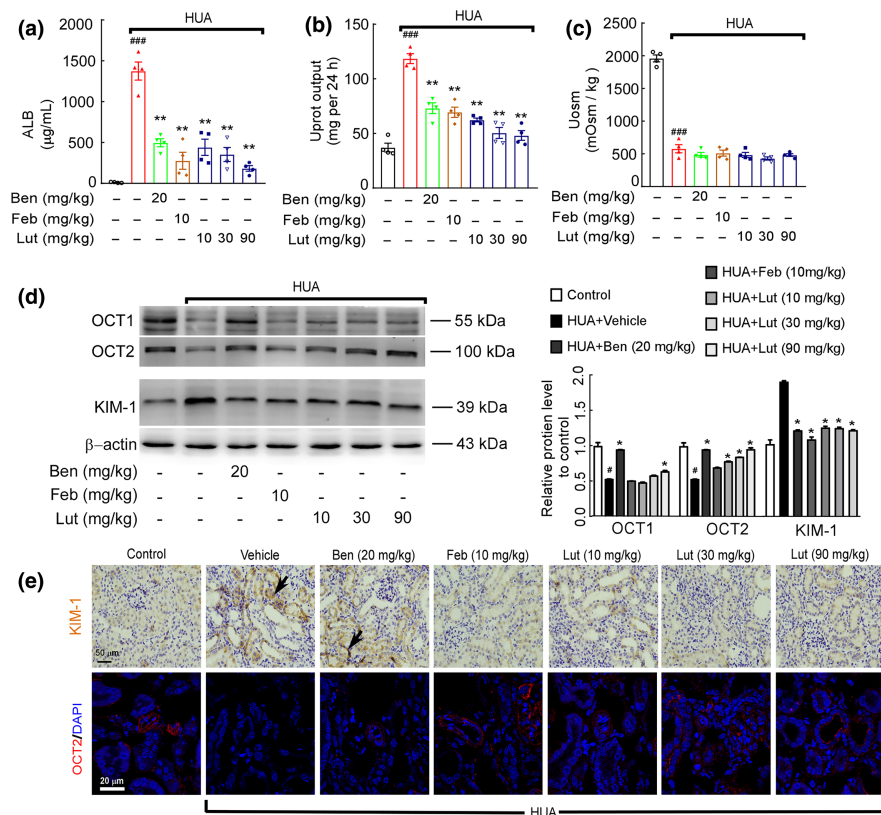 (a)
HUA
ALB
(µg/mL)
2000
1500
1000
500
0
###
**
**
**
**
**
Ben (mg/kg) – – 20 – – – –
Feb (mg/kg) – – – 10 – – –
Lut (mg/kg) – – – – 10 30 90
(b)
HUA
Uprot output
(mg per 24 h)
150
100
50
0
###
**
**
**
**
**
Ben (mg/kg) – – 20 – – – –
Feb (mg/kg) – – – 10 – – –
Lut (mg/kg) – – – – 10 30 90
(c)
HUA
Uosm
(mOsm / kg)
2500
2000
1500
1000
500
0
###
Ben (mg/kg) – – 20 – – – –
Feb (mg/kg) – – – 10 – – –
Lut (mg/kg) – – – – 10 30 90
(d)
HUA
OCT1 55 kDa
OCT2 100 kDa
KIM-1 39 kDa
β–actin 43 kDa
Ben (mg/kg) - - 20 - - - -
Feb (mg/kg) - - - 10 - - -
Lut (mg/kg) - - - - 10 30 90
Control
HUA+Vehicle
HUA+Ben (20 mg/kg)
HUA+Feb (10mg/kg)
HUA+Lut (10 mg/kg)
HUA+Lut (30 mg/kg)
HUA+Lut (90 mg/kg)
Relative protien level
to control
2.0
1.5
1.0
0.5
0.0
# * *
# * * * *
* * * * *
OCT1 OCT2 KIM-1
(e)
Control Vehicle Ben (20 mg/kg) Feb (10 mg/kg) Lut (10 mg/kg) Lut (30 mg/kg) Lut (90 mg/kg)
KIM-1
50 µm
OCT2/DAPI
20 µm
HUA